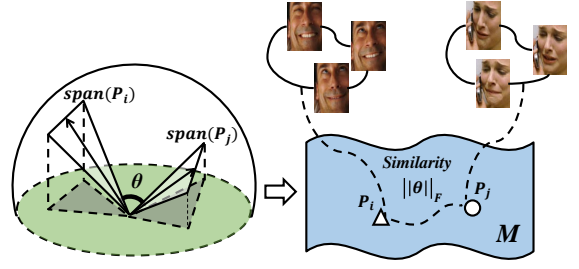 span(P_i)
span(P_j)
θ
Similarity
||θ||_F
P_i
P_j
M